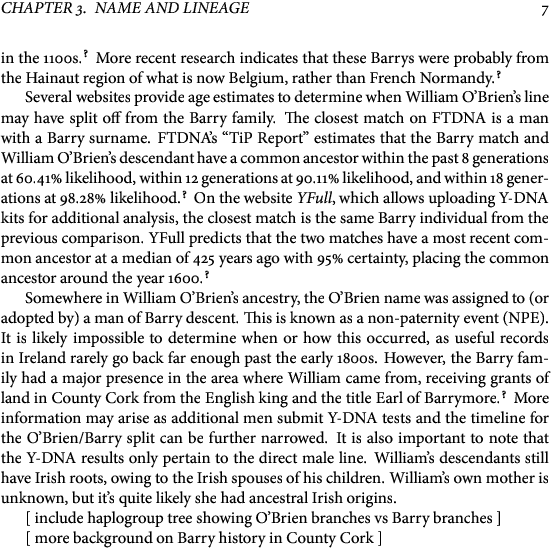 CHAPTER 3. NAME AND LINEAGE 7
in the 1100s.? More recent research indicates that these Barrys were probably from
the Hainaut region of what is now Belgium, rather than French Normandy.?
Several websites provide age estimates to determine when William O’Brien’s line
may have split off from the Barry family. The closest match on FTDNA is a man
with a Barry surname. FTDNA’s “TiP Report” estimates that the Barry match and
William O’Brien’s descendant have a common ancestor within the past 8 generations
at 60.41% likelihood, within 12 generations at 90.11% likelihood, and within 18 gener-
ations at 98.28% likelihood.? On the website YFull, which allows uploading Y-DNA
kits for additional analysis, the closest match is the same Barry individual from the
previous comparison. YFull predicts that the two matches have a most recent com-
mon ancestor at a median of 425 years ago with 95% certainty, placing the common
ancestor around the year 1600.?
Somewhere in William O’Brien’s ancestry, the O’Brien name was assigned to (or
adopted by) a man of Barry descent. This is known as a non-paternity event (NPE).
It is likely impossible to determine when or how this occurred, as useful records
in Ireland rarely go back far enough past the early 1800s. However, the Barry fam-
ily had a major presence in the area where William came from, receiving grants of
land in County Cork from the English king and the title Earl of Barrymore.? More
information may arise as additional men submit Y-DNA tests and the timeline for
the O’Brien/Barry split can be further narrowed. It is also important to note that
the Y-DNA results only pertain to the direct male line. William’s descendants still
have Irish roots, owing to the Irish spouses of his children. William’s own mother is
unknown, but it’s quite likely she had ancestral Irish origins.
[ include haplogroup tree showing O’Brien branches vs Barry branches ]
[ more background on Barry history in County Cork ]